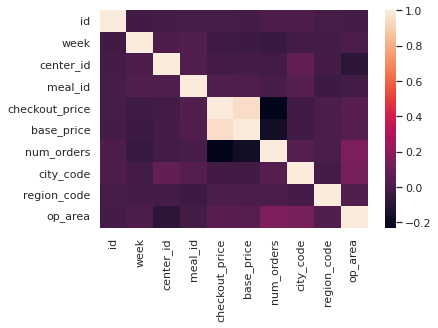 id
week
center_id
meal_id
checkout_price
base_price
num_orders
city_code
region_code
op_area
id
week
center_id
meal_id
checkout_price
base_price
num_orders
city_code
region_code
op_area
1.0
0.8
0.6
0.4
0.2
0.0
−0.2